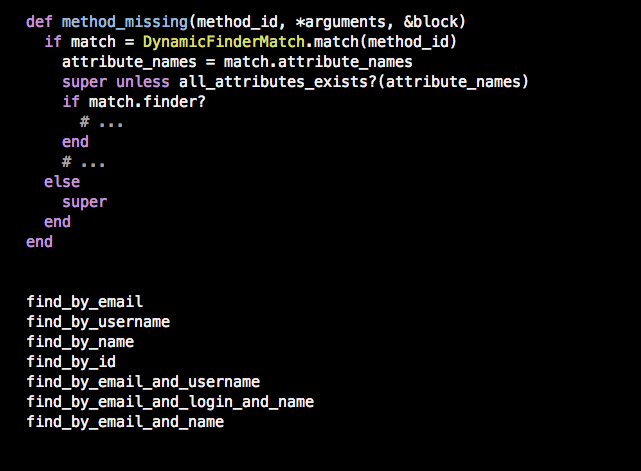 def method_missing(method_id, *arguments, &block)
  if match = DynamicFinderMatch.match(method_id)
    attribute_names = match.attribute_names
    super unless all_attributes_exists?(attribute_names)
    if match.finder?
      # ...
    end
    # ...
  else
    super
  end
end
find_by_email
find_by_username
find_by_name
find_by_id
find_by_email_and_username
find_by_email_and_login_and_name
find_by_email_and_name